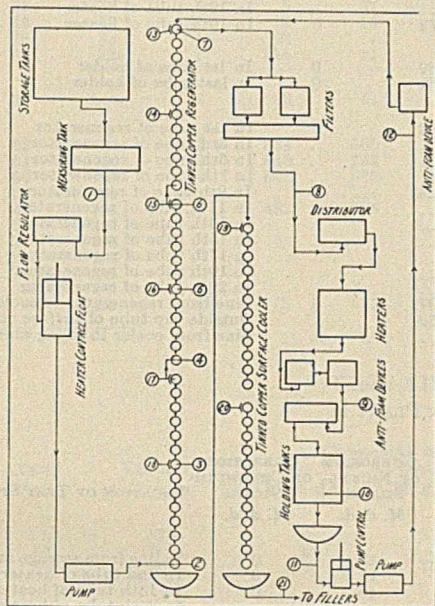 STORAGE TANKS
MEASURING TANK
1
FLOW REGULATOR
HEATER CONTROL FLOAT
PUMP
13
7
14
TINNED COPPER REGENERATOR
15
6
16
5
4
17
18
3
2
FILTERS
8
DISTRIBUTOR
HEATERS
19
TINNED COPPER SURFACE COOLER
20
ANTI-FOAM DEVICES
9
HOLDING TANKS
10
11
PUMP CONTROL
PUMP
21
TO FILLERS
12
ANTI-FOAM DEVICE